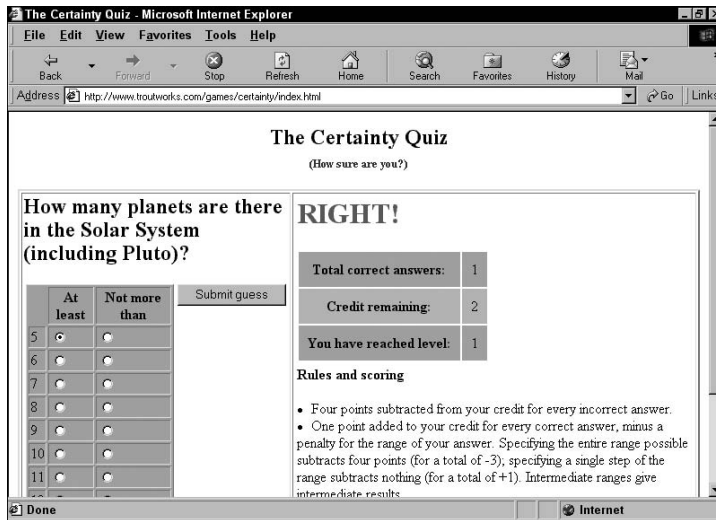 The Certainty Quiz - Microsoft Internet Explorer
File Edit View Favorites Tools Help
Back Forward Stop Refresh Home Search Favorites History Mail
Address http://www.troutworks.com/games/certainty/index.html Go Links
The Certainty Quiz
(How sure are you?)
How many planets are there
in the Solar System
(including Pluto)?
At least Not more than
Submit guess
5
6
7
8
9
10
11
RIGHT!
Total correct answers: 1
Credit remaining: 2
You have reached level: 1
Rules and scoring
• Four points subtracted from your credit for every incorrect answer.
• One point added to your credit for every correct answer, minus a
penalty for the range of your answer. Specifying the entire range possible
subtracts four points (for a total of -3); specifying a single step of the
range subtracts nothing (for a total of +1). Intermediate ranges give
intermediate results
Done Internet